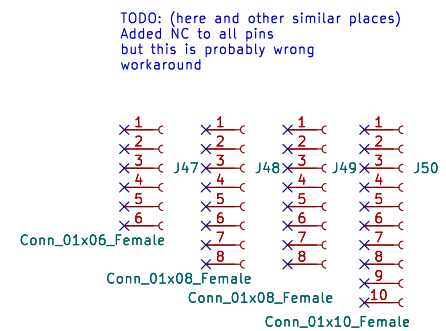 TODO: (here and other similar places)
Added NC to all pins
but this is probably wrong
workaround
1 1 1 1
2 2 2 2
3 J47 3 J48 3 J49 3 J50
4 4 4 4
5 5 5 5
6 6 6 6
Conn_01x06_Female
7 7 7
8 8 8
Conn_01x08_Female
9
Conn_01x08_Female
10
Conn_01x10_Female